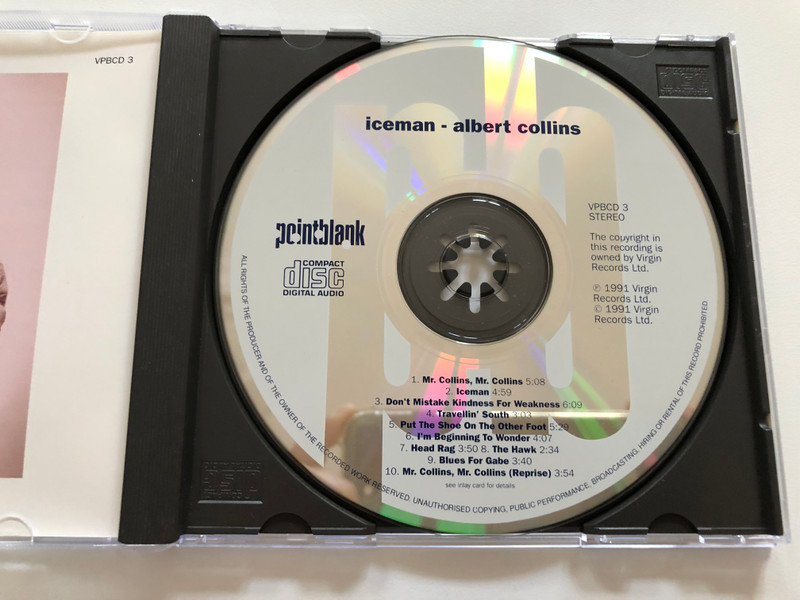 VPBCD 3
iceman - albert collins
pointblank
COMPACT
disc
DIGITAL AUDIO
VPBCD 3
STEREO
The copyright in
this recording is
owned by Virgin
Records Ltd.
℗ 1991 Virgin
Records Ltd.
© 1991 Virgin
Records Ltd.
1. Mr. Collins, Mr. Collins 5:08
2. Iceman 4:59
3. Don't Mistake Kindness For Weakness 6:09
4. Travellin' South 3:03
5. Put The Shoe On The Other Foot 5:29
6. I'm Beginning To Wonder 4:07
7. Head Rag 3:50 8. The Hawk 2:34
9. Blues For Gabe 3:40
10. Mr. Collins, Mr. Collins (Reprise) 3:54
see inlay card for details
ALL RIGHTS OF THE PRODUCER AND OF THE OWNER OF THE RECORDED WORK RESERVED. UNAUTHORISED COPYING, PUBLIC PERFORMANCE, BROADCASTING, HIRING OR RENTAL OF THIS RECORD PROHIBITED